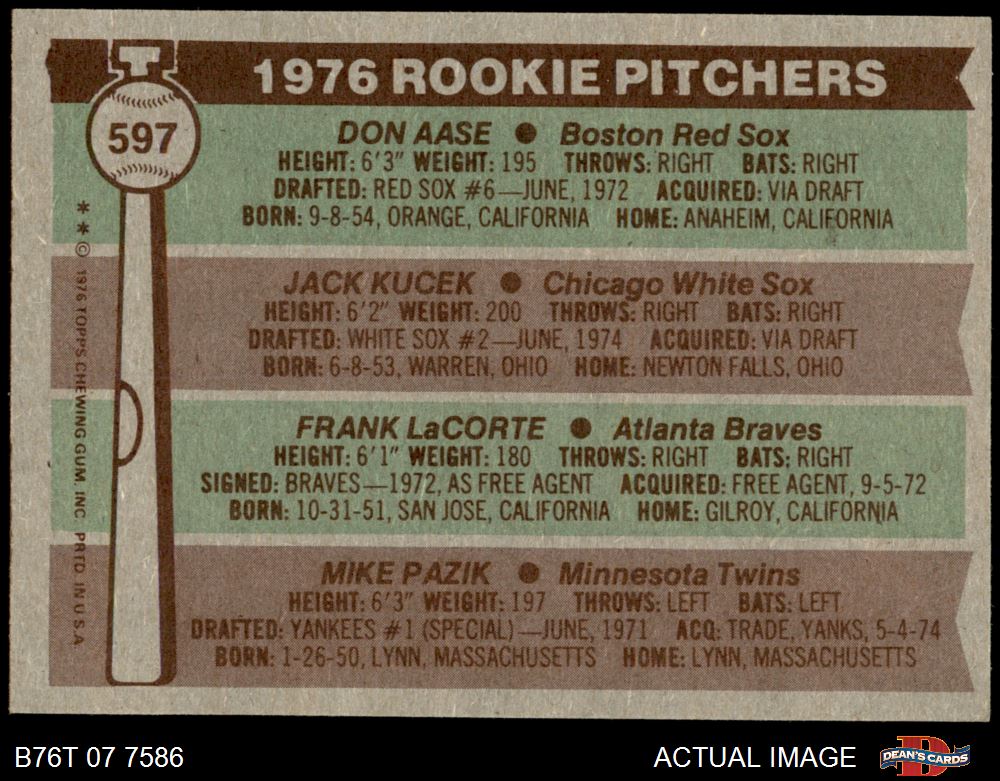 1976 ROOKIE PITCHERS
597
DON AASE ● Boston Red Sox
HEIGHT: 6'3" WEIGHT: 195 THROWS: RIGHT BATS: RIGHT
DRAFTED: RED SOX #6—JUNE, 1972 ACQUIRED: VIA DRAFT
BORN: 9-8-54, ORANGE, CALIFORNIA HOME: ANAHEIM, CALIFORNIA
JACK KUCEK ● Chicago White Sox
HEIGHT: 6'2" WEIGHT: 200 THROWS: RIGHT BATS: RIGHT
DRAFTED: WHITE SOX #2—JUNE, 1974 ACQUIRED: VIA DRAFT
BORN: 6-8-53, WARREN, OHIO HOME: NEWTON FALLS, OHIO
FRANK LaCORTE ● Atlanta Braves
HEIGHT: 6'1" WEIGHT: 180 THROWS: RIGHT BATS: RIGHT
SIGNED: BRAVES—1972, AS FREE AGENT ACQUIRED: FREE AGENT, 9-5-72
BORN: 10-31-51, SAN JOSE, CALIFORNIA HOME: GILROY, CALIFORNIA
MIKE PAZIK ● Minnesota Twins
HEIGHT: 6'3" WEIGHT: 197 THROWS: LEFT BATS: LEFT
DRAFTED: YANKEES #1 (SPECIAL)—JUNE, 1971 ACQ: TRADE, YANKS, 5-4-74
BORN: 1-26-50, LYNN, MASSACHUSETTS HOME: LYNN, MASSACHUSETTS
* * © 1976 TOPPS CHEWING GUM, INC. PRTD. IN U.S.A.
B76T 07 7586
ACTUAL IMAGE
DEAN'S CARDS